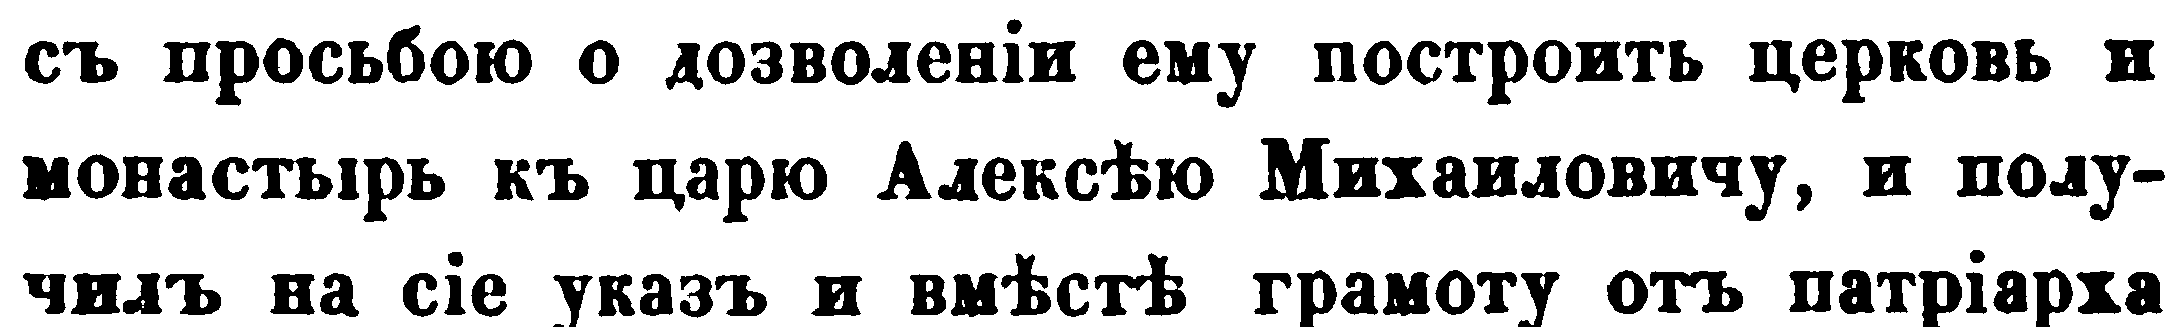 съ просьбою о дозволеніи ему построить церковь и
монастырь къ царю Алексѣю Михаиловичу, и полу-
чилъ на сіе указъ и вмѣстѣ грамоту отъ патріарха